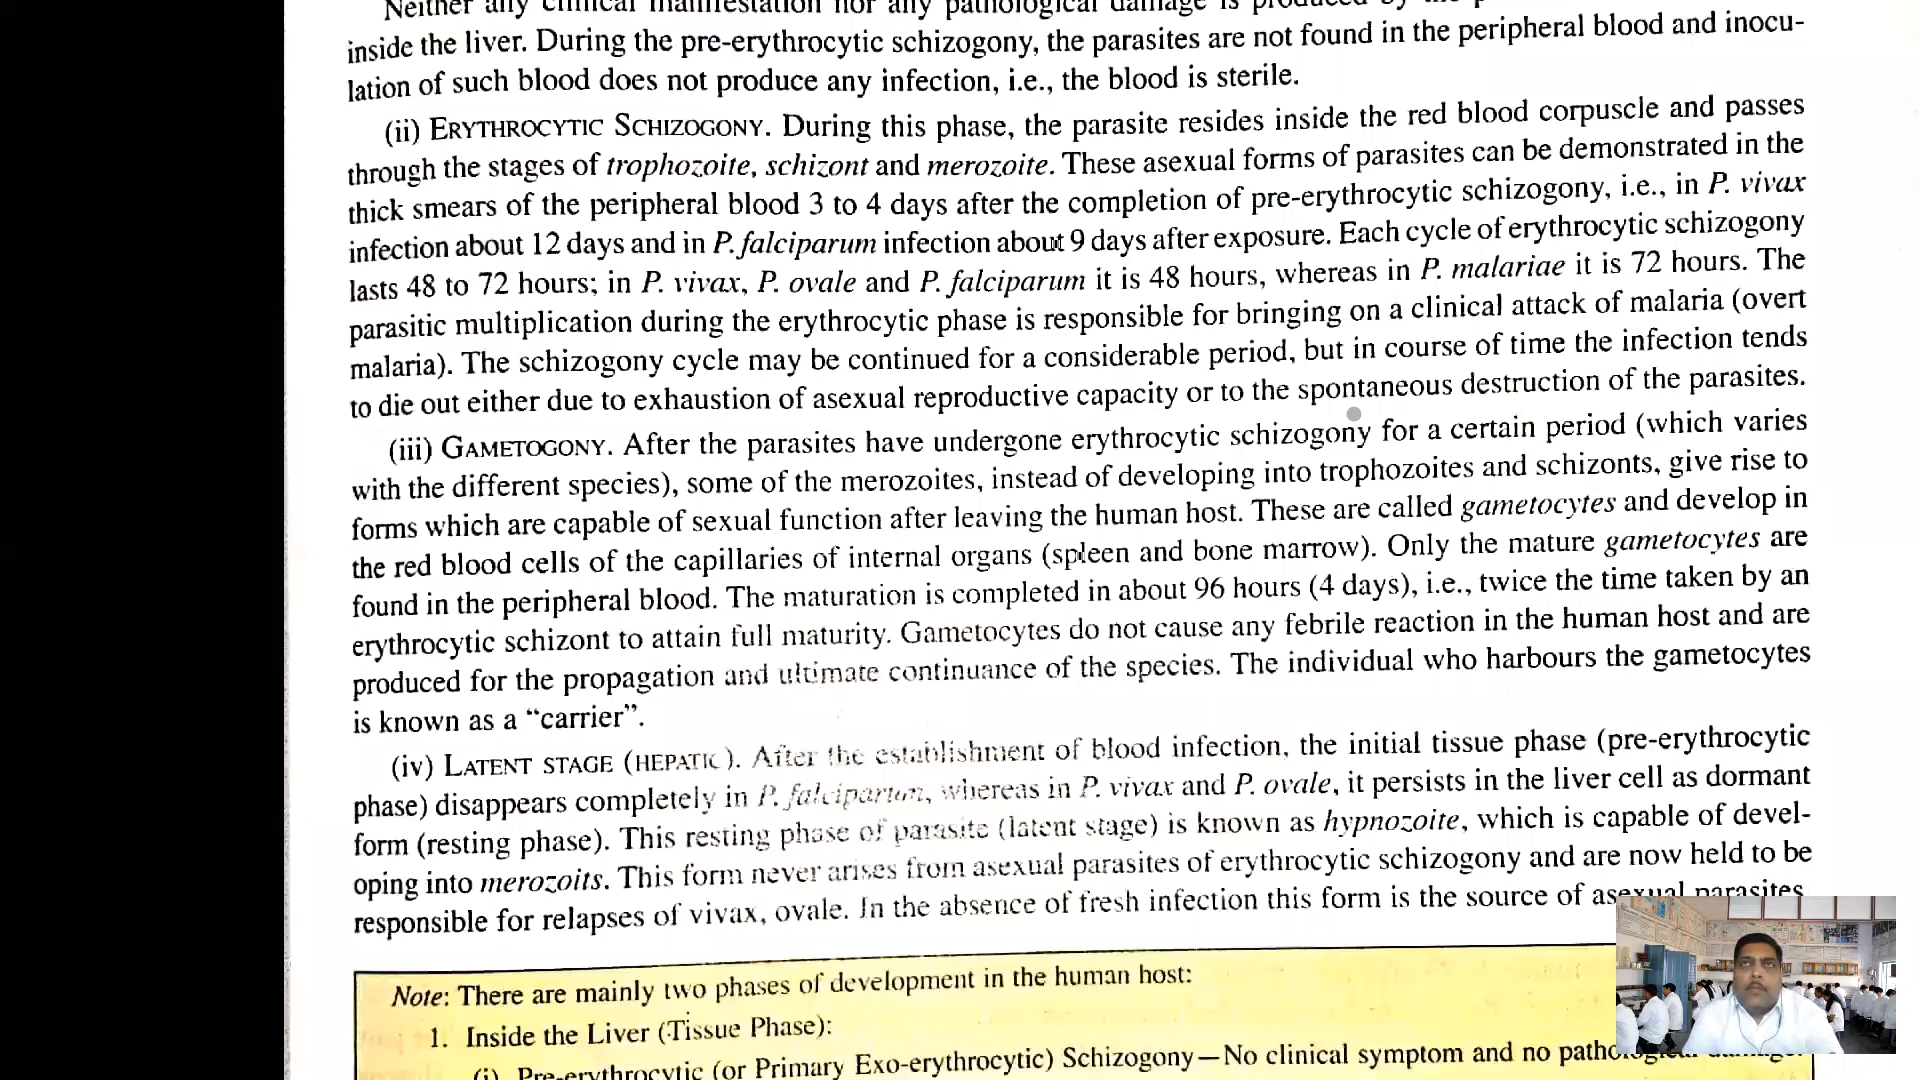 Neither any clinical manifestation nor any pathological damage is produced by the
inside the liver. During the pre-erythrocytic schizogony, the parasites are not found in the peripheral blood and inocu-
lation of such blood does not produce any infection, i.e., the blood is sterile.
(ii) ERYTHROCYTIC SCHIZOGONY. During this phase, the parasite resides inside the red blood corpuscle and passes
through the stages of trophozoite, schizont and merozoite. These asexual forms of parasites can be demonstrated in the
thick smears of the peripheral blood 3 to 4 days after the completion of pre-erythrocytic schizogony, i.e., in P. vivax
infection about 12 days and in P. falciparum infection about 9 days after exposure. Each cycle of erythrocytic schizogony
lasts 48 to 72 hours; in P. vivax, P. ovale and P. falciparum it is 48 hours, whereas in P. malariae it is 72 hours. The
parasitic multiplication during the erythrocytic phase is responsible for bringing on a clinical attack of malaria (overt
malaria). The schizogony cycle may be continued for a considerable period, but in course of time the infection tends
to die out either due to exhaustion of asexual reproductive capacity or to the spontaneous destruction of the parasites.
(iii) GAMETOGONY. After the parasites have undergone erythrocytic schizogony for a certain period (which varies
with the different species), some of the merozoites, instead of developing into trophozoites and schizonts, give rise to
forms which are capable of sexual function after leaving the human host. These are called gametocytes and develop in
the red blood cells of the capillaries of internal organs (spleen and bone marrow). Only the mature gametocytes are
found in the peripheral blood. The maturation is completed in about 96 hours (4 days), i.e., twice the time taken by an
erythrocytic schizont to attain full maturity. Gametocytes do not cause any febrile reaction in the human host and are
produced for the propagation and ultimate continuance of the species. The individual who harbours the gametocytes
is known as a “carrier”.
(iv) LATENT STAGE (HEPATIC). After the establishment of blood infection, the initial tissue phase (pre-erythrocytic
phase) disappears completely in P. falciparum, whereas in P. vivax and P. ovale, it persists in the liver cell as dormant
form (resting phase). This resting phase of parasite (latent stage) is known as hypnozoite, which is capable of devel-
oping into merozoits. This form never arises from asexual parasites of erythrocytic schizogony and are now held to be
responsible for relapses of vivax, ovale. In the absence of fresh infection this form is the source of asexual parasites
Note: There are mainly two phases of development in the human host:
1. Inside the Liver (Tissue Phase):
(i) Pre-erythrocytic (or Primary Exo-erythrocytic) Schizogony—No clinical symptom and no pathological damage.